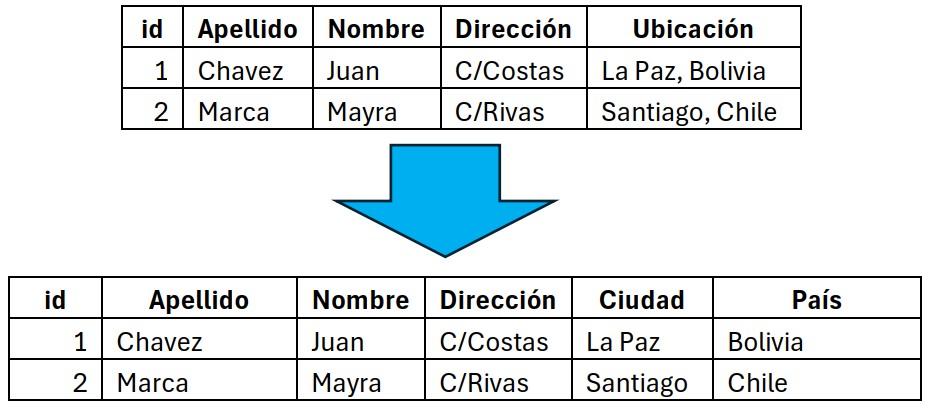 id Apellido Nombre Dirección Ubicación
1 Chavez Juan C/Costas La Paz, Bolivia
2 Marca Mayra C/Rivas Santiago, Chile
id Apellido Nombre Dirección Ciudad País
1 Chavez Juan C/Costas La Paz Bolivia
2 Marca Mayra C/Rivas Santiago Chile